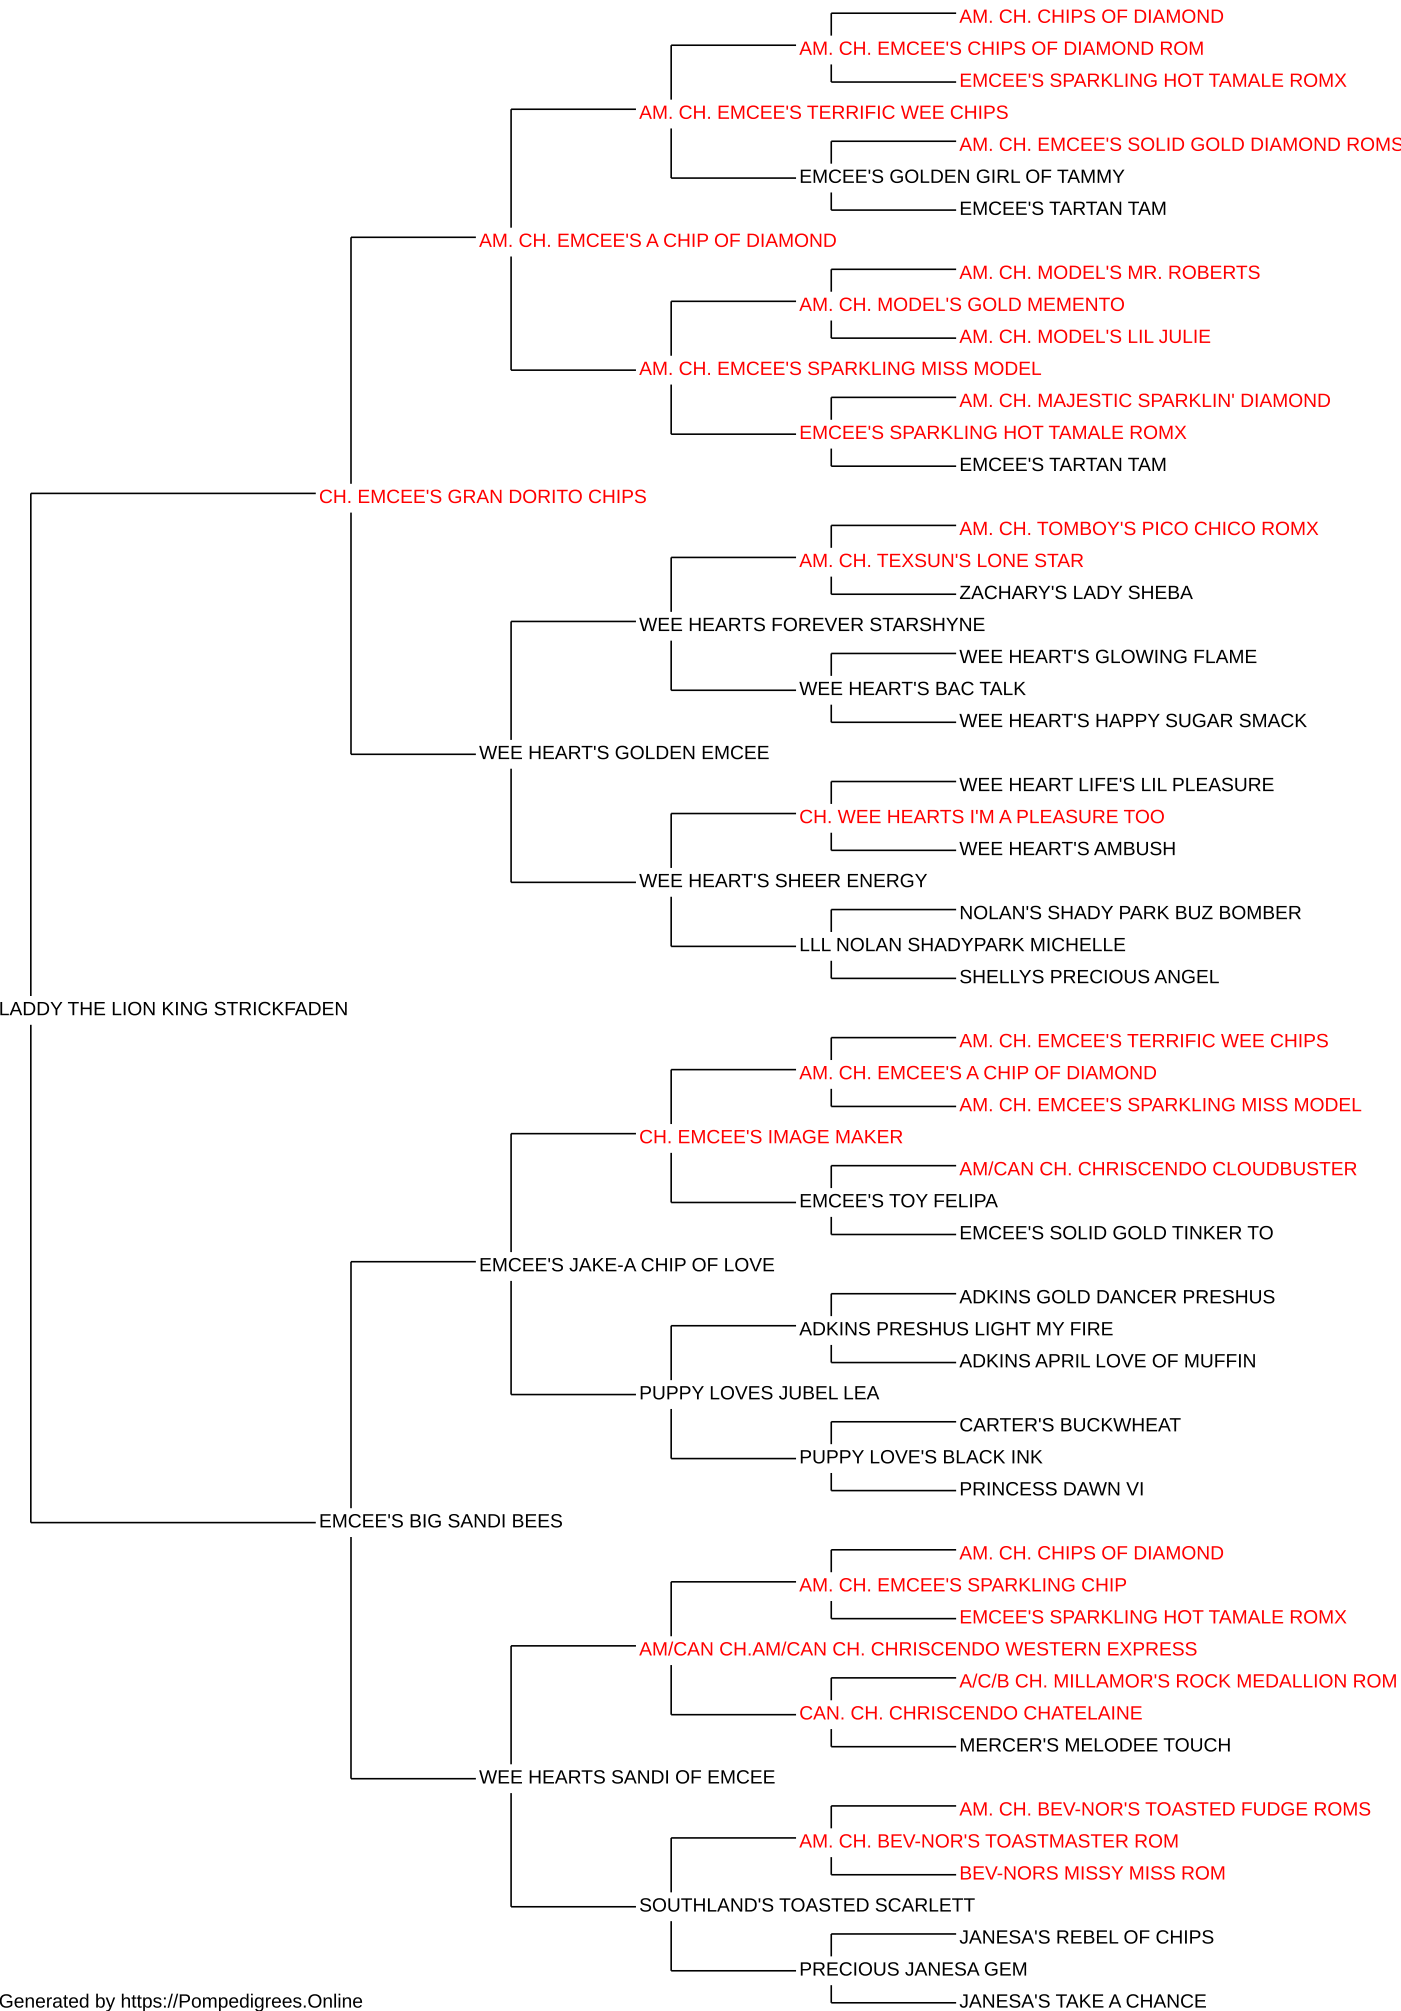 AM. CH. CHIPS OF DIAMOND
AM. CH. EMCEE'S CHIPS OF DIAMOND ROM
EMCEE'S SPARKLING HOT TAMALE ROMX
AM. CH. EMCEE'S TERRIFIC WEE CHIPS
AM. CH. EMCEE'S SOLID GOLD DIAMOND ROMS
EMCEE'S GOLDEN GIRL OF TAMMY
EMCEE'S TARTAN TAM
AM. CH. EMCEE'S A CHIP OF DIAMOND
AM. CH. MODEL'S MR. ROBERTS
AM. CH. MODEL'S GOLD MEMENTO
AM. CH. MODEL'S LIL JULIE
AM. CH. EMCEE'S SPARKLING MISS MODEL
AM. CH. MAJESTIC SPARKLIN' DIAMOND
EMCEE'S SPARKLING HOT TAMALE ROMX
EMCEE'S TARTAN TAM
CH. EMCEE'S GRAN DORITO CHIPS
AM. CH. TOMBOY'S PICO CHICO ROMX
AM. CH. TEXSUN'S LONE STAR
ZACHARY'S LADY SHEBA
WEE HEARTS FOREVER STARSHYNE
WEE HEART'S GLOWING FLAME
WEE HEART'S BAC TALK
WEE HEART'S HAPPY SUGAR SMACK
WEE HEART'S GOLDEN EMCEE
WEE HEART LIFE'S LIL PLEASURE
CH. WEE HEARTS I'M A PLEASURE TOO
WEE HEART'S AMBUSH
WEE HEART'S SHEER ENERGY
NOLAN'S SHADY PARK BUZ BOMBER
LLL NOLAN SHADYPARK MICHELLE
SHELLYS PRECIOUS ANGEL
LADDY THE LION KING STRICKFADEN
AM. CH. EMCEE'S TERRIFIC WEE CHIPS
AM. CH. EMCEE'S A CHIP OF DIAMOND
AM. CH. EMCEE'S SPARKLING MISS MODEL
CH. EMCEE'S IMAGE MAKER
AM/CAN CH. CHRISCENDO CLOUDBUSTER
EMCEE'S TOY FELIPA
EMCEE'S SOLID GOLD TINKER TO
EMCEE'S JAKE-A CHIP OF LOVE
ADKINS GOLD DANCER PRESHUS
ADKINS PRESHUS LIGHT MY FIRE
ADKINS APRIL LOVE OF MUFFIN
PUPPY LOVES JUBEL LEA
CARTER'S BUCKWHEAT
PUPPY LOVE'S BLACK INK
PRINCESS DAWN VI
EMCEE'S BIG SANDI BEES
AM. CH. CHIPS OF DIAMOND
AM. CH. EMCEE'S SPARKLING CHIP
EMCEE'S SPARKLING HOT TAMALE ROMX
AM/CAN CH.AM/CAN CH. CHRISCENDO WESTERN EXPRESS
A/C/B CH. MILLAMOR'S ROCK MEDALLION ROM
CAN. CH. CHRISCENDO CHATELAINE
MERCER'S MELODEE TOUCH
WEE HEARTS SANDI OF EMCEE
AM. CH. BEV-NOR'S TOASTED FUDGE ROMS
AM. CH. BEV-NOR'S TOASTMASTER ROM
BEV-NORS MISSY MISS ROM
SOUTHLAND'S TOASTED SCARLETT
JANESA'S REBEL OF CHIPS
PRECIOUS JANESA GEM
JANESA'S TAKE A CHANCE
Generated by https://Pompedigrees.Online